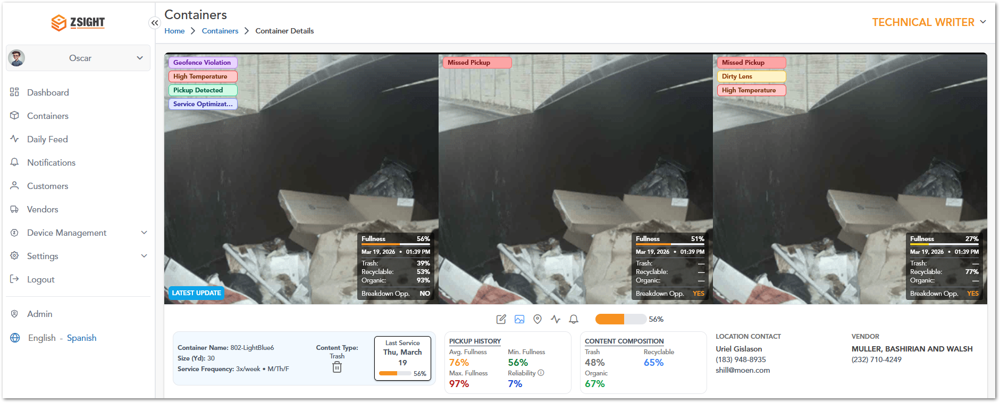 ZSIGHT
Oscar
Dashboard
Containers
Daily Feed
Notifications
Customers
Vendors
Device Management
Settings
Logout
Admin
English - Spanish
Containers
Home > Containers > Container Details
TECHNICAL WRITER
Geofence Violation
High Temperature
Pickup Detected
Service Optimizat...
LATEST UPDATE
Fullness 56%
Mar 19, 2026 • 01:39 PM
Trash: 39%
Recyclable: 53%
Organic: 93%
Breakdown Opp. NO
Missed Pickup
Fullness 51%
Mar 19, 2026 • 01:39 PM
Trash: —
Recyclable: —
Organic: —
Breakdown Opp. YES
Missed Pickup
Dirty Lens
High Temperature
Fullness 27%
Mar 19, 2026 • 01:39 PM
Trash: —
Recyclable: 77%
Organic: —
Breakdown Opp. YES
56%
Container Name: 802-LightBlue6
Size (Yd): 30
Service Frequency: 3x/week • M/Th/F
Content Type:
Trash
Last Service
Thu, March
19
56%
PICKUP HISTORY
Avg. Fullness Min. Fullness
76% 56%
Max. Fullness Reliability
97% 7%
CONTENT COMPOSITION
Trash Recyclable
48% 65%
Organic
67%
LOCATION CONTACT
Uriel Gislason
(183) 948-8935
shill@moen.com
VENDOR
MULLER, BASHIRIAN AND WALSH
(232) 710-4249